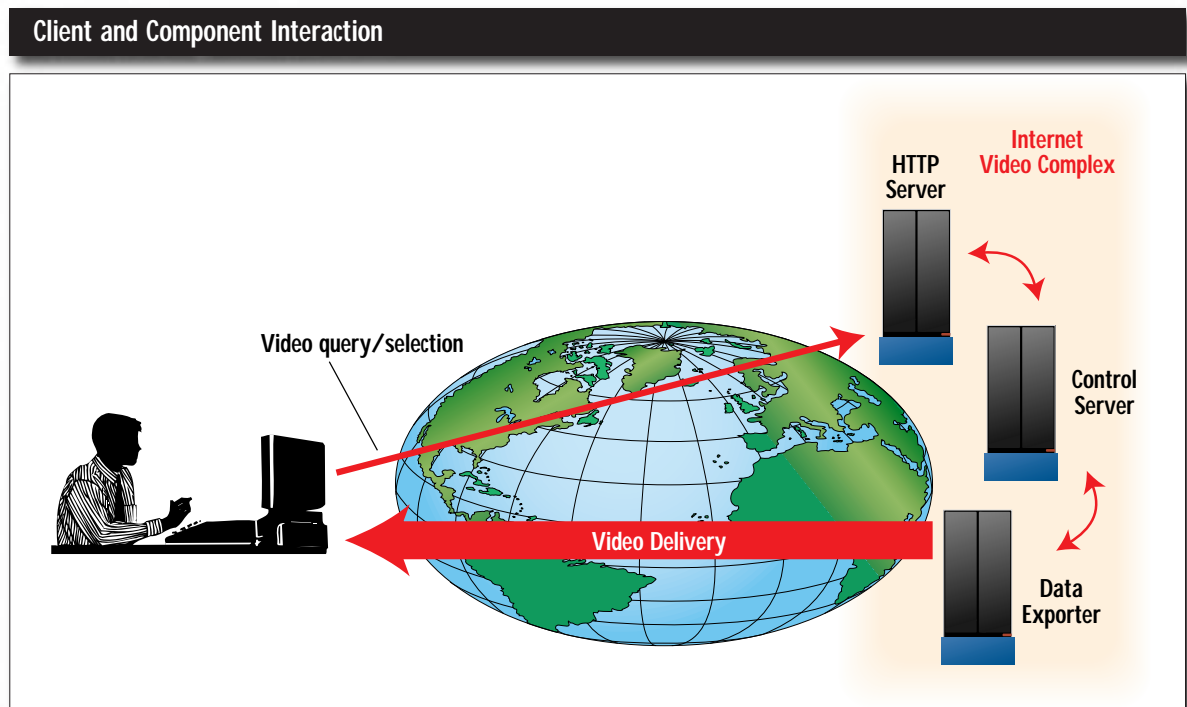 Client and Component Interaction
Internet
Video Complex
HTTP
Server
Video query/selection
Control
Server
Video Delivery
Data
Exporter